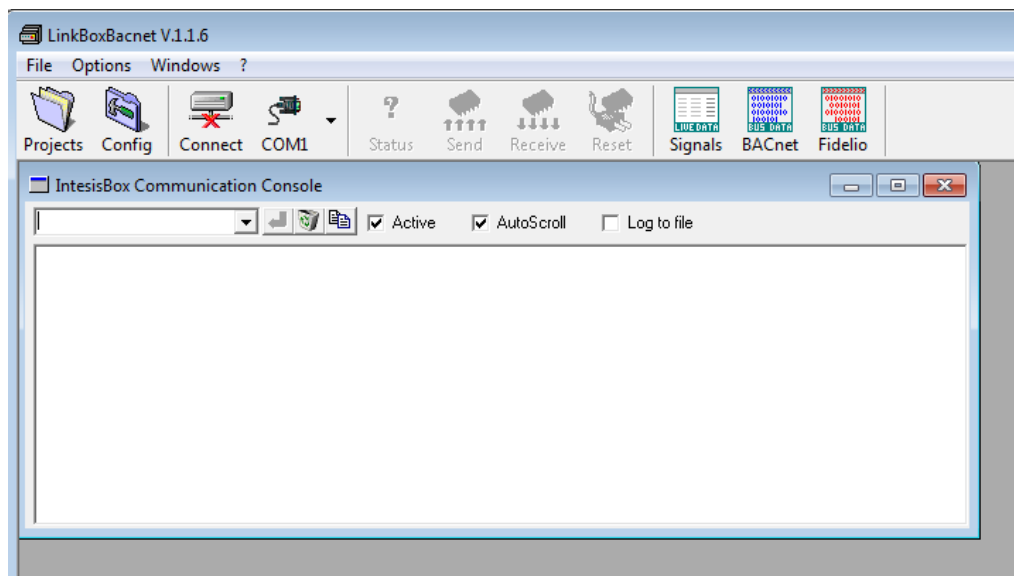 LinkBoxBacnet V.1.1.6
File Options Windows ?
Projects Config Connect COM1 Status Send Receive Reset Signals BACnet Fidelio
LIVE DATA BUS DATA BUS DATA
IntesisBox Communication Console
Active AutoScroll Log to file